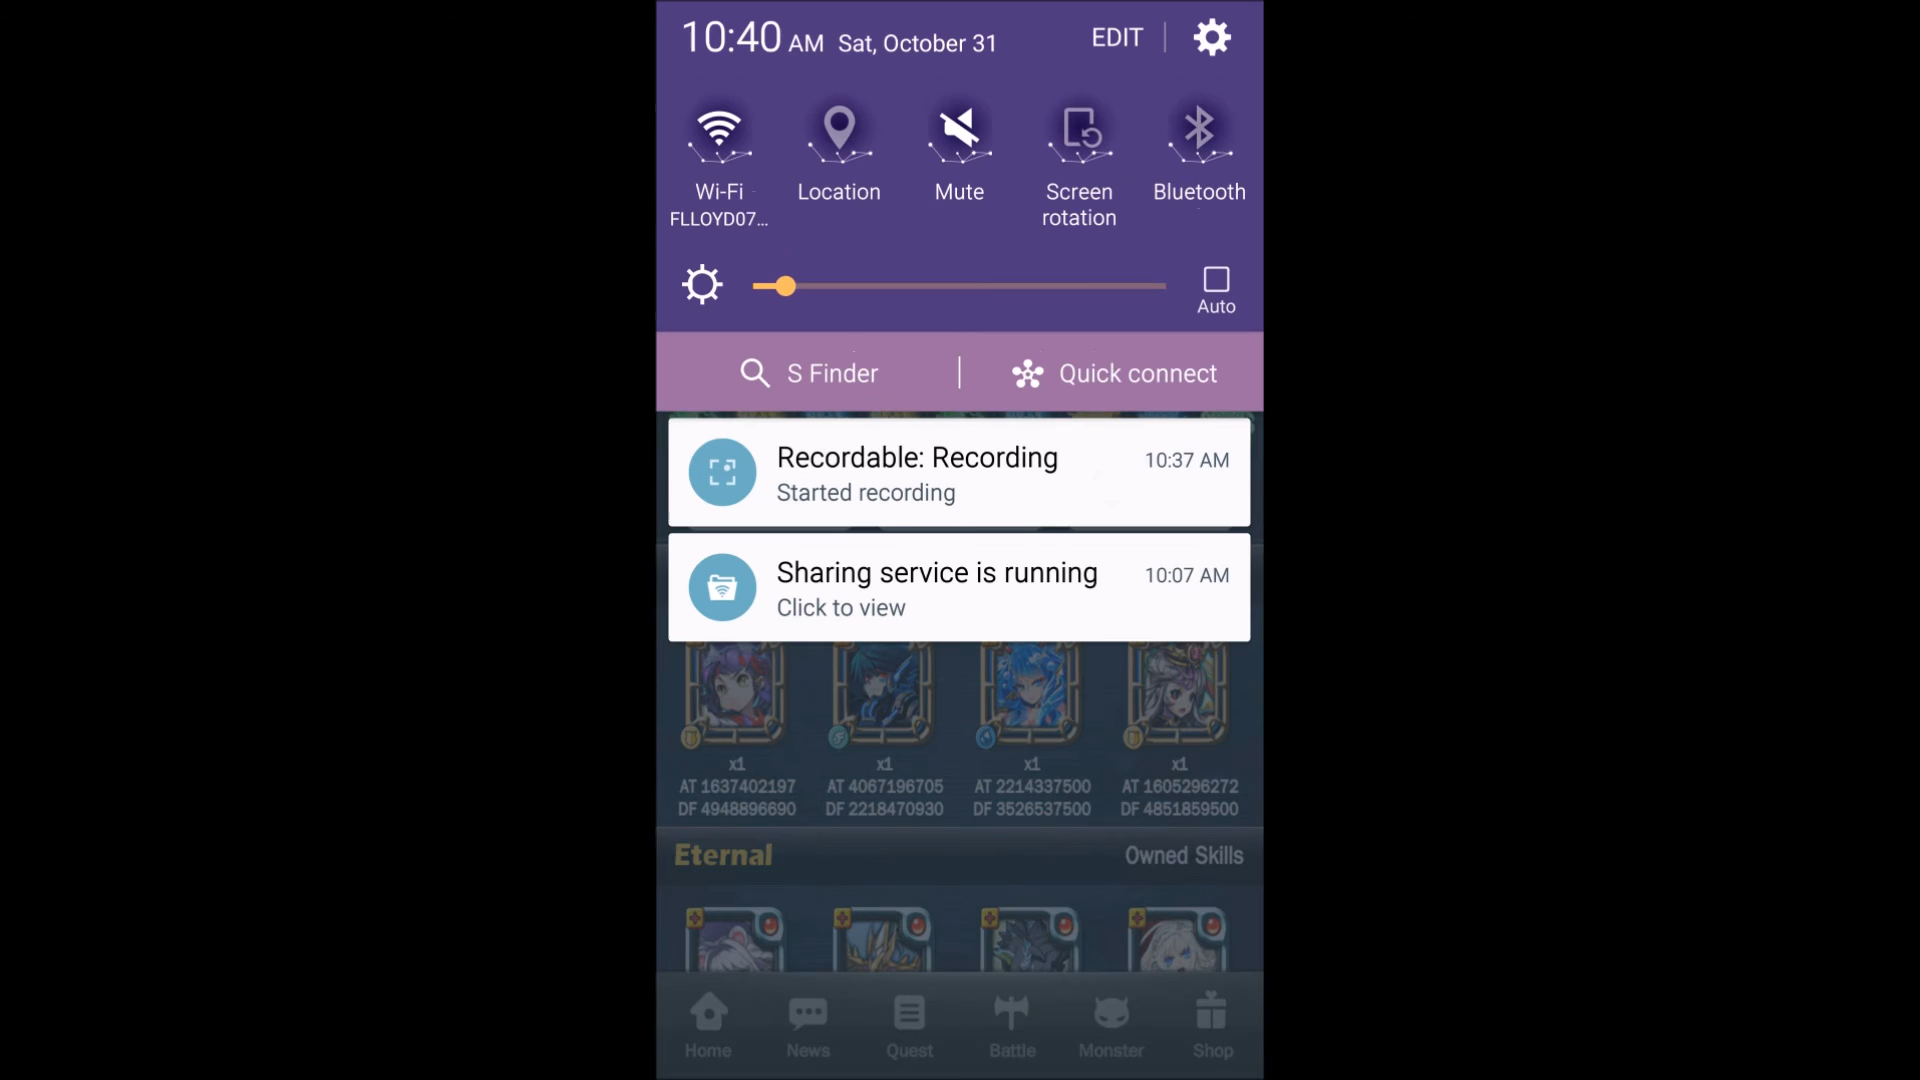 10:40 AM Sat, October 31 EDIT
Wi-Fi Location Mute Screen rotation Bluetooth
FLLOYD07...
Auto
S Finder Quick connect
Recordable: Recording 10:37 AM
Started recording
Sharing service is running 10:07 AM
Click to view
x1 x1 x1 x1
AT 1637402197 AT 4067196705 AT 2214337500 AT 1605296272
DF 4948896690 DF 2218470930 DF 3526537500 DF 4851859500
Eternal Owned Skills
Home News Quest Battle Monster Shop